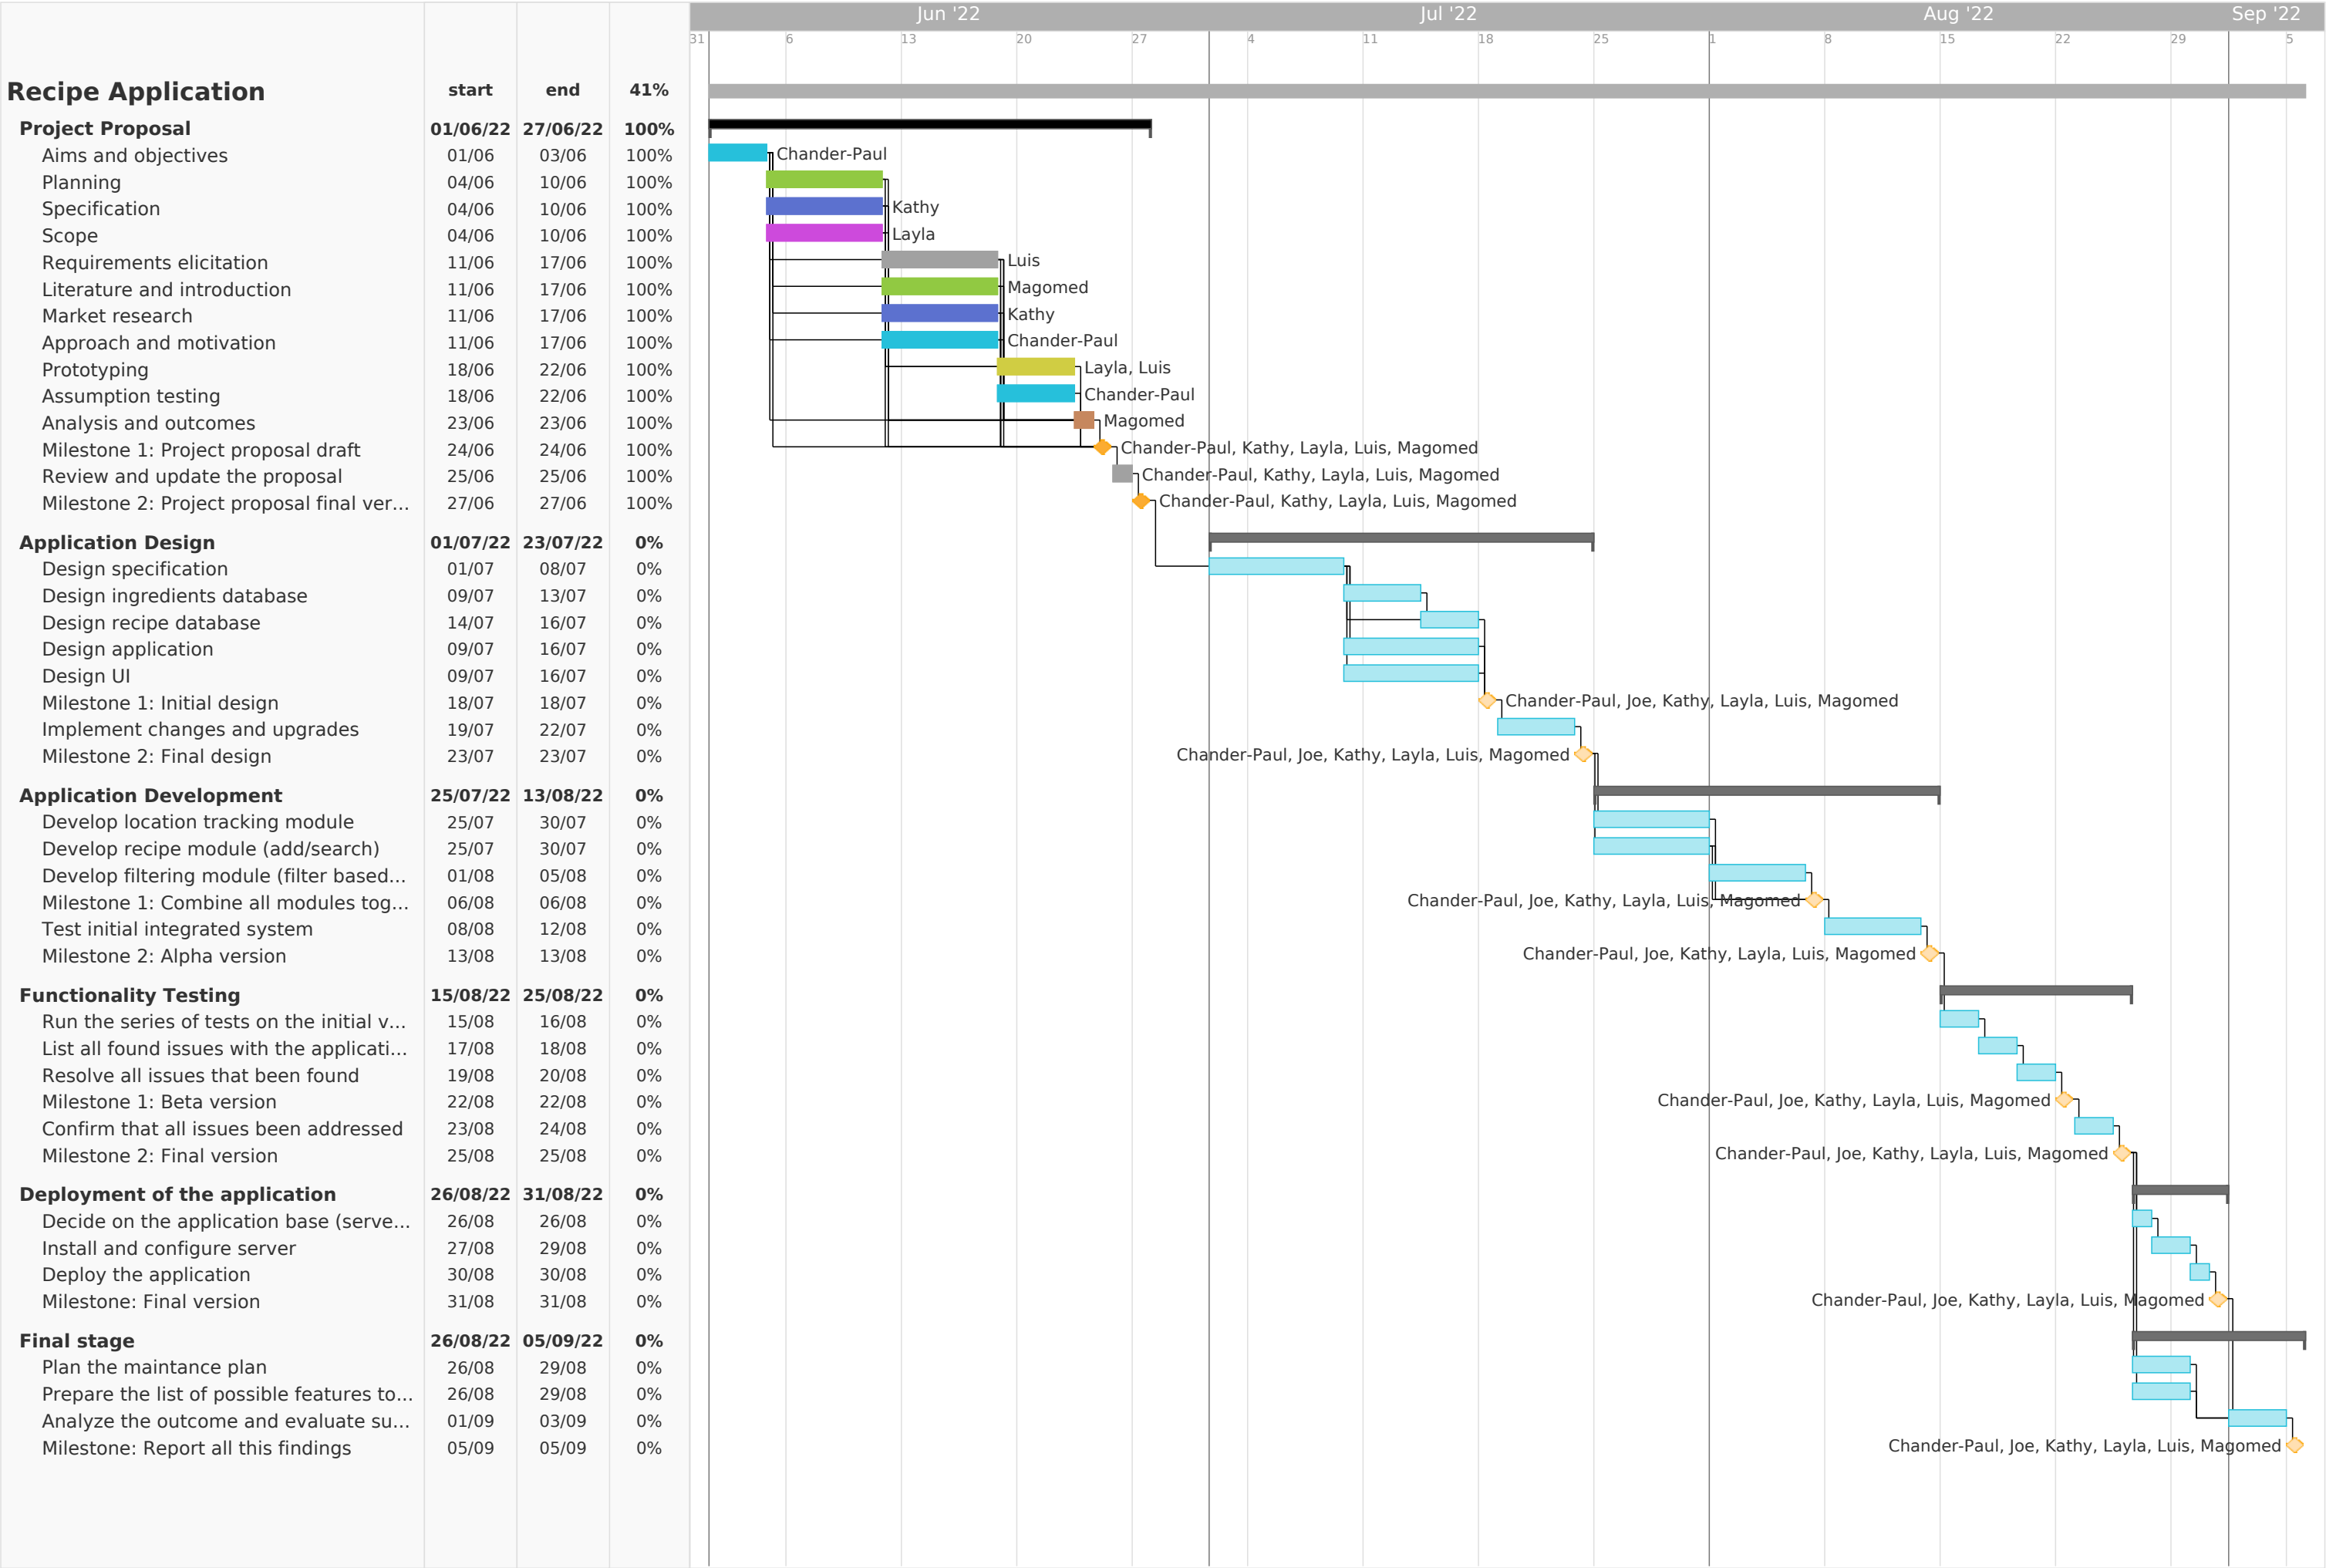 Jun '22 Jul '22 Aug '22 Sep '22
31 6 13 20 27 4 11 18 25 1 8 15 22 29 5
Recipe Application start end 41%
Project Proposal 01/06/22 27/06/22 100%
Aims and objectives 01/06 03/06 100% Chander-Paul
Planning 04/06 10/06 100%
Specification 04/06 10/06 100% Kathy
Scope 04/06 10/06 100% Layla
Requirements elicitation 11/06 17/06 100% Luis
Literature and introduction 11/06 17/06 100% Magomed
Market research 11/06 17/06 100% Kathy
Approach and motivation 11/06 17/06 100% Chander-Paul
Prototyping 18/06 22/06 100% Layla, Luis
Assumption testing 18/06 22/06 100% Chander-Paul
Analysis and outcomes 23/06 23/06 100% Magomed
Milestone 1: Project proposal draft 24/06 24/06 100% Chander-Paul, Kathy, Layla, Luis, Magomed
Review and update the proposal 25/06 25/06 100% Chander-Paul, Kathy, Layla, Luis, Magomed
Milestone 2: Project proposal final ver... 27/06 27/06 100% Chander-Paul, Kathy, Layla, Luis, Magomed
Application Design 01/07/22 23/07/22 0%
Design specification 01/07 08/07 0%
Design ingredients database 09/07 13/07 0%
Design recipe database 14/07 16/07 0%
Design application 09/07 16/07 0%
Design UI 09/07 16/07 0%
Milestone 1: Initial design 18/07 18/07 0% Chander-Paul, Joe, Kathy, Layla, Luis, Magomed
Implement changes and upgrades 19/07 22/07 0%
Milestone 2: Final design 23/07 23/07 0% Chander-Paul, Joe, Kathy, Layla, Luis, Magomed
Application Development 25/07/22 13/08/22 0%
Develop location tracking module 25/07 30/07 0%
Develop recipe module (add/search) 25/07 30/07 0%
Develop filtering module (filter based... 01/08 05/08 0%
Milestone 1: Combine all modules tog... 06/08 06/08 0% Chander-Paul, Joe, Kathy, Layla, Luis, Magomed
Test initial integrated system 08/08 12/08 0%
Milestone 2: Alpha version 13/08 13/08 0% Chander-Paul, Joe, Kathy, Layla, Luis, Magomed
Functionality Testing 15/08/22 25/08/22 0%
Run the series of tests on the initial v... 15/08 16/08 0%
List all found issues with the applicati... 17/08 18/08 0%
Resolve all issues that been found 19/08 20/08 0%
Milestone 1: Beta version 22/08 22/08 0% Chander-Paul, Joe, Kathy, Layla, Luis, Magomed
Confirm that all issues been addressed 23/08 24/08 0%
Milestone 2: Final version 25/08 25/08 0% Chander-Paul, Joe, Kathy, Layla, Luis, Magomed
Deployment of the application 26/08/22 31/08/22 0%
Decide on the application base (serve... 26/08 26/08 0%
Install and configure server 27/08 29/08 0%
Deploy the application 30/08 30/08 0%
Milestone: Final version 31/08 31/08 0% Chander-Paul, Joe, Kathy, Layla, Luis, Magomed
Final stage 26/08/22 05/09/22 0%
Plan the maintance plan 26/08 29/08 0%
Prepare the list of possible features to... 26/08 29/08 0%
Analyze the outcome and evaluate su... 01/09 03/09 0%
Milestone: Report all this findings 05/09 05/09 0% Chander-Paul, Joe, Kathy, Layla, Luis, Magomed